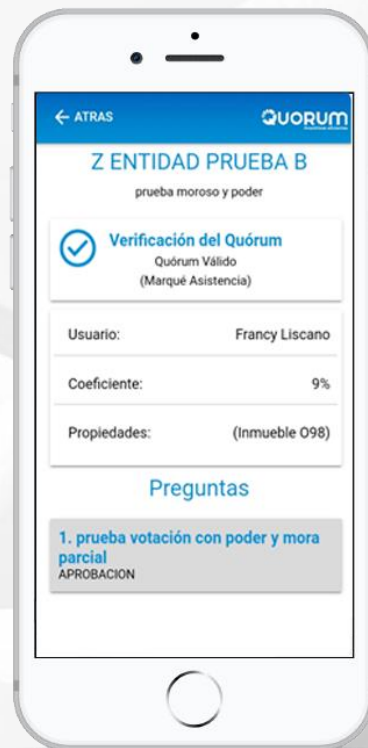 ← ATRAS
QUORUM
Z ENTIDAD PRUEBA B
prueba moroso y poder
Verificación del Quórum
Quórum Válido
(Marqué Asistencia)
Usuario: Francy Liscano
Coeficiente: 9%
Propiedades: (Inmueble O98)
Preguntas
1. prueba votación con poder y mora
parcial
APROBACION